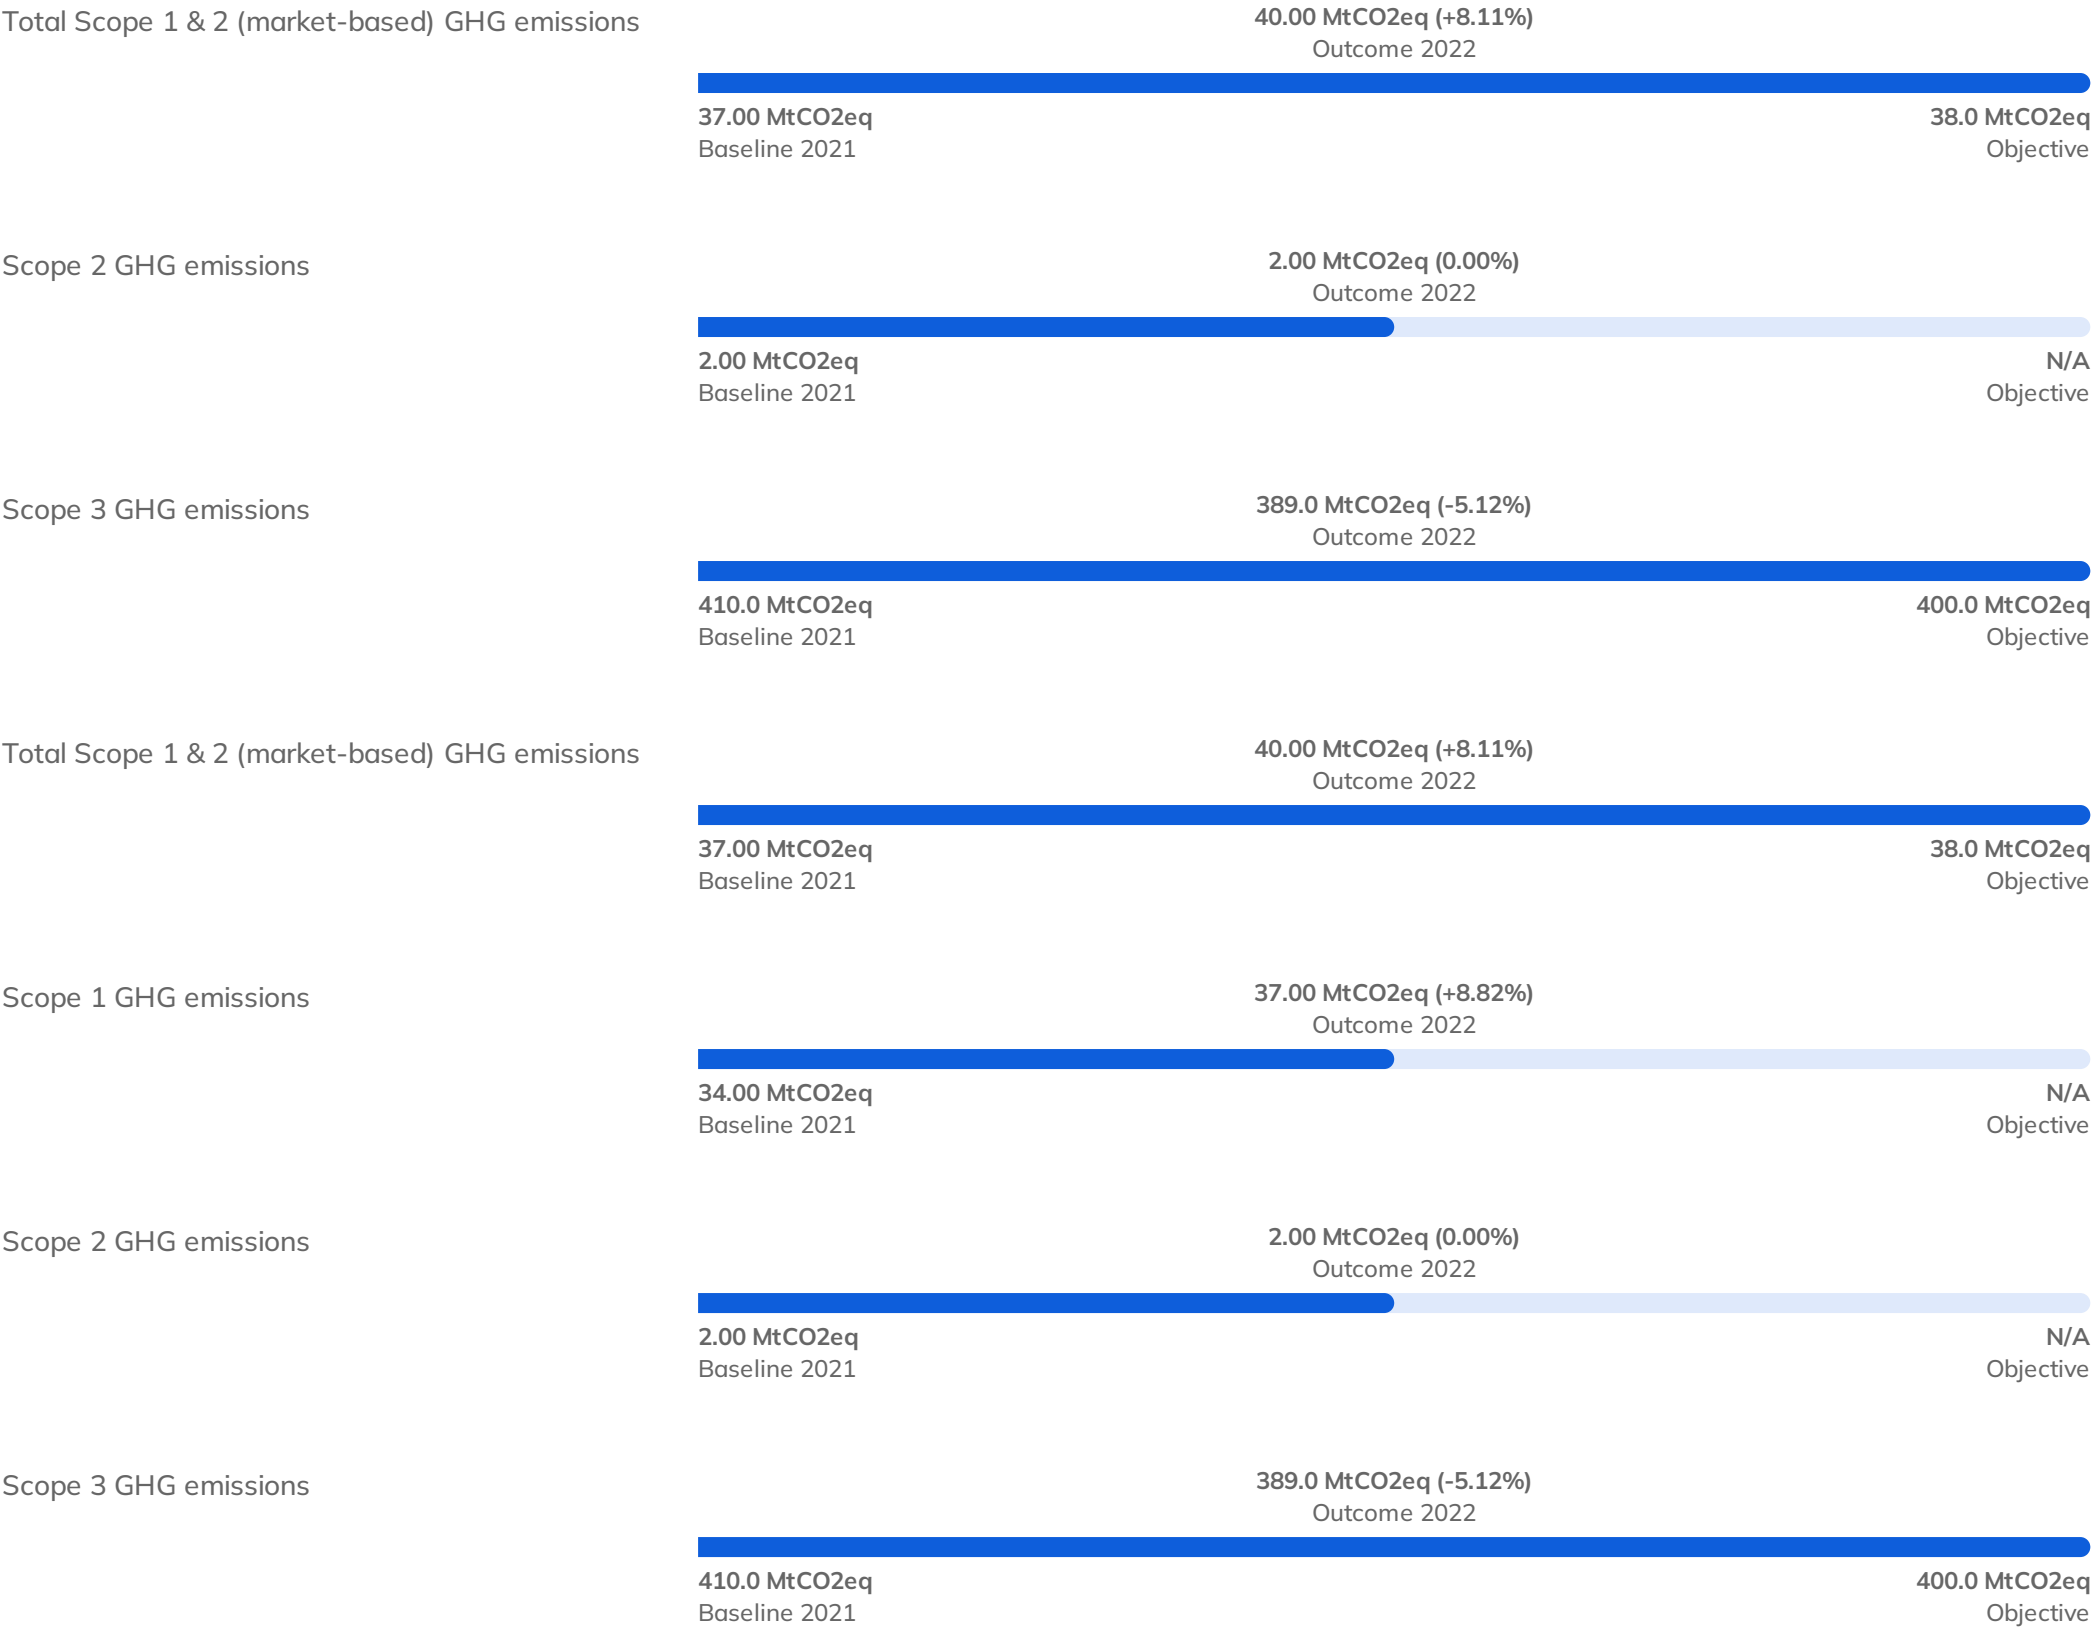 Total Scope 1 & 2 (market-based) GHG emissions
40.00 MtCO2eq (+8.11%)
Outcome 2022
37.00 MtCO2eq
38.0 MtCO2eq
Baseline 2021
Objective
Scope 2 GHG emissions
2.00 MtCO2eq (0.00%)
Outcome 2022
2.00 MtCO2eq
N/A
Baseline 2021
Objective
Scope 3 GHG emissions
389.0 MtCO2eq (-5.12%)
Outcome 2022
410.0 MtCO2eq
400.0 MtCO2eq
Baseline 2021
Objective
Total Scope 1 & 2 (market-based) GHG emissions
40.00 MtCO2eq (+8.11%)
Outcome 2022
37.00 MtCO2eq
38.0 MtCO2eq
Baseline 2021
Objective
Scope 1 GHG emissions
37.00 MtCO2eq (+8.82%)
Outcome 2022
34.00 MtCO2eq
N/A
Baseline 2021
Objective
Scope 2 GHG emissions
2.00 MtCO2eq (0.00%)
Outcome 2022
2.00 MtCO2eq
N/A
Baseline 2021
Objective
Scope 3 GHG emissions
389.0 MtCO2eq (-5.12%)
Outcome 2022
410.0 MtCO2eq
400.0 MtCO2eq
Baseline 2021
Objective